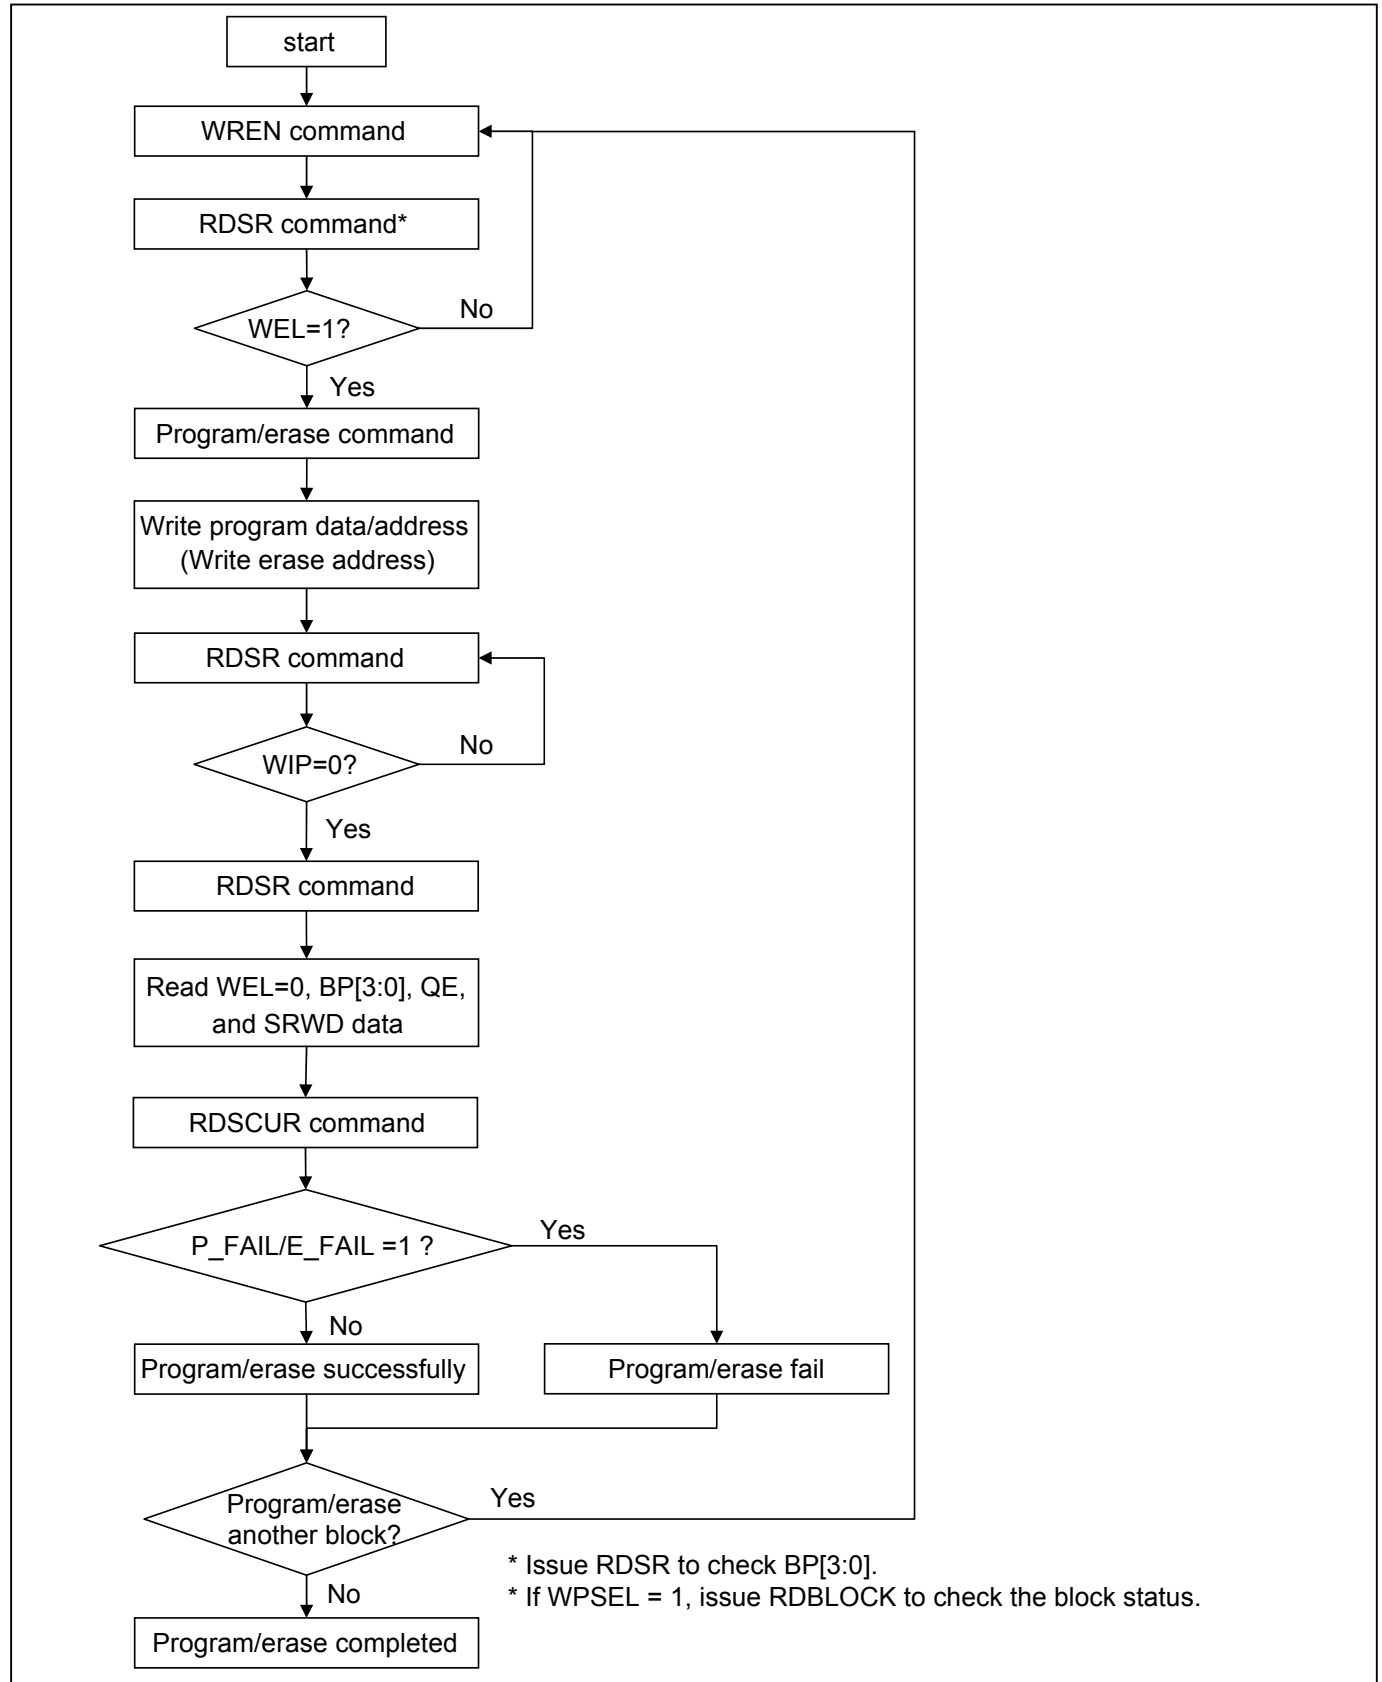 start
WREN command
RDSR command*
WEL=1?
No
Yes
Program/erase command
Write program data/address
(Write erase address)
RDSR command
WIP=0?
No
Yes
RDSR command
Read WEL=0, BP[3:0], QE,
and SRWD data
RDSCUR command
P_FAIL/E_FAIL =1 ?
Yes
No
Program/erase successfully
Program/erase fail
Program/erase
another block?
Yes
No
* Issue RDSR to check BP[3:0].
* If WPSEL = 1, issue RDBLOCK to check the block status.
Program/erase completed